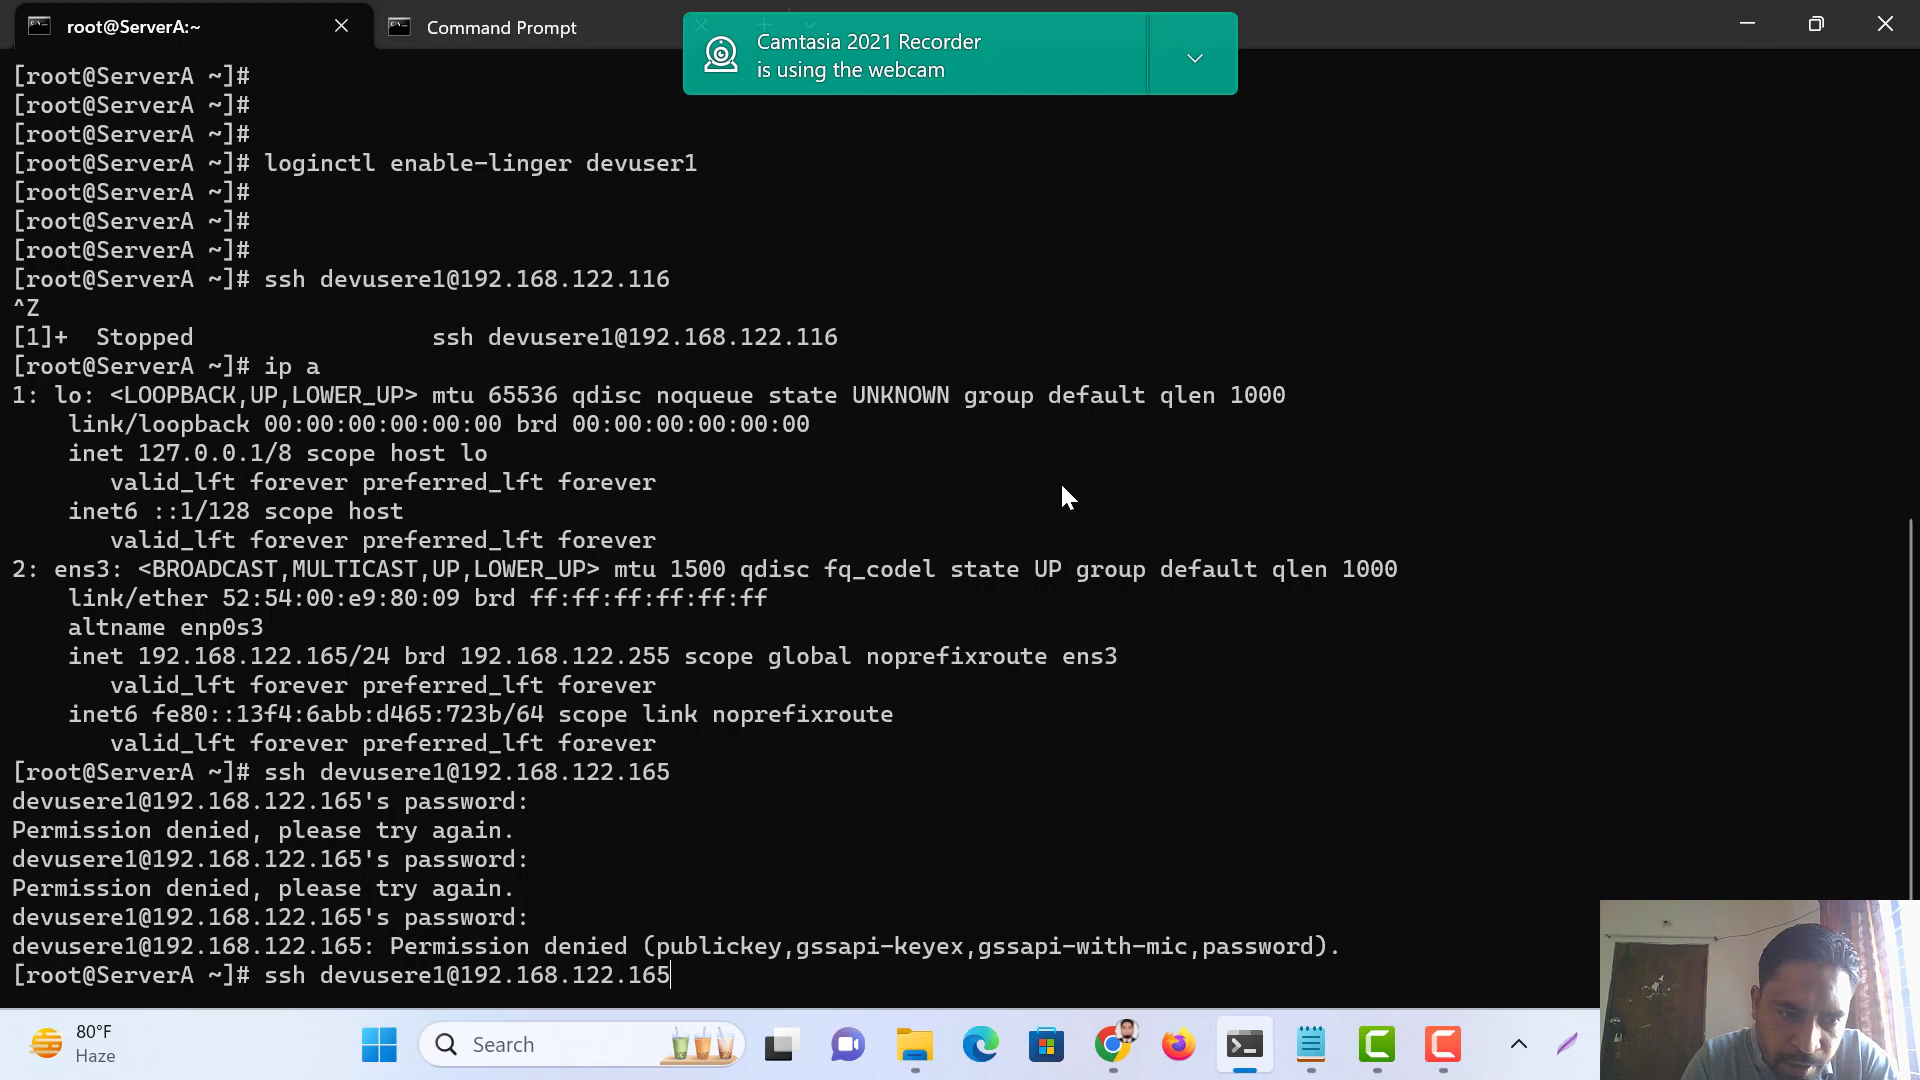 root@ServerA:~
Command Prompt
Camtasia 2021 Recorder
is using the webcam
[root@ServerA ~]#
[root@ServerA ~]#
[root@ServerA ~]#
[root@ServerA ~]# loginctl enable-linger devuser1
[root@ServerA ~]#
[root@ServerA ~]#
[root@ServerA ~]#
[root@ServerA ~]# ssh devusere1@192.168.122.116
^Z
[1]+  Stopped                 ssh devusere1@192.168.122.116
[root@ServerA ~]# ip a
1: lo: <LOOPBACK,UP,LOWER_UP> mtu 65536 qdisc noqueue state UNKNOWN group default qlen 1000
    link/loopback 00:00:00:00:00:00 brd 00:00:00:00:00:00
    inet 127.0.0.1/8 scope host lo
       valid_lft forever preferred_lft forever
    inet6 ::1/128 scope host
       valid_lft forever preferred_lft forever
2: ens3: <BROADCAST,MULTICAST,UP,LOWER_UP> mtu 1500 qdisc fq_codel state UP group default qlen 1000
    link/ether 52:54:00:e9:80:09 brd ff:ff:ff:ff:ff:ff
    altname enp0s3
    inet 192.168.122.165/24 brd 192.168.122.255 scope global noprefixroute ens3
       valid_lft forever preferred_lft forever
    inet6 fe80::13f4:6abb:d465:723b/64 scope link noprefixroute
       valid_lft forever preferred_lft forever
[root@ServerA ~]# ssh devusere1@192.168.122.165
devusere1@192.168.122.165's password:
Permission denied, please try again.
devusere1@192.168.122.165's password:
Permission denied, please try again.
devusere1@192.168.122.165's password:
devusere1@192.168.122.165: Permission denied (publickey,gssapi-keyex,gssapi-with-mic,password).
[root@ServerA ~]# ssh devusere1@192.168.122.165
80°F
Haze
Search